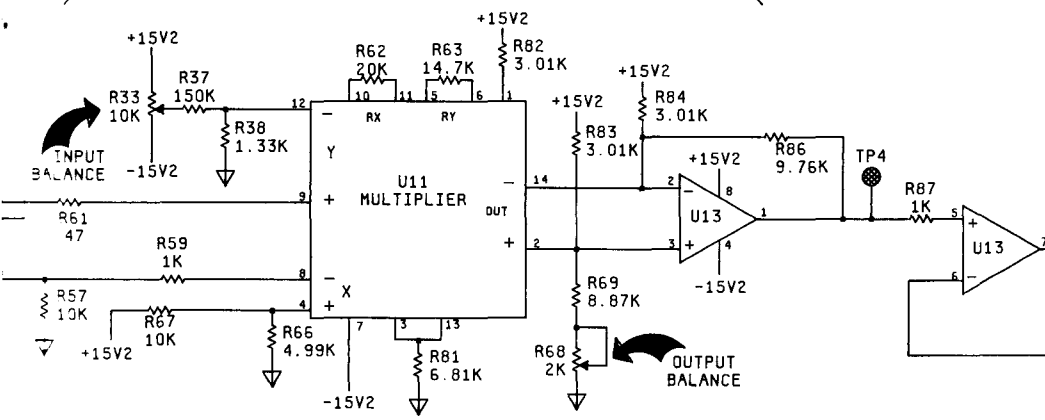 +15V2
R82
3.01K
R62
20K
R63
14.7K
+15V2
R37
150K
R33
10K
12
10
11
15
6
1
RX
RY
+15V2
R84
3.01K
+15V2
R83
3.01K
R86
9.76K
TP4
R87
1K
R38
1.33K
INPUT
BALANCE
-15V2
−
Y
U11
MULTIPLIER
−
14
OUT
+15V2
8
2
−
U13
1
5
+
U13
7
R61
47
9
+
+
2
3
+
4
-15V2
6
−
R59
1K
8
−
X
4
+
R57
10K
R67
10K
+15V2
R66
4.99K
7
3
13
R81
6.81K
-15V2
R69
8.87K
R68
2K
OUTPUT
BALANCE